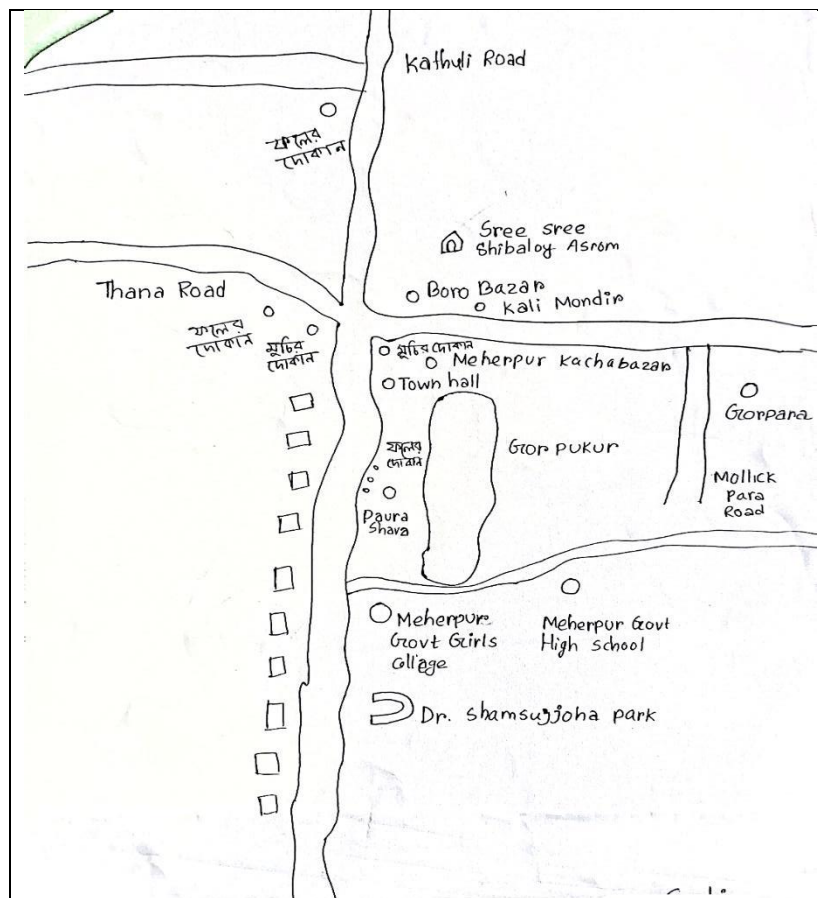 Kathuli Road
ফলের
দোকান
Sree sree
Shibaloy Asrom
Thana Road
Boro Bazar
Kali Mondir
ফলের
দোকান
মুচির
দোকান
মুচির দোকান
Meherpur Kachabazar
Town hall
Gorpara
ফলের
দোকান
Gor pukur
Mollick
Para
Road
Paura
Shava
Meherpur
Govt Girls
Collage
Meherpur Govt
High school
Dr. Shamsujjoha park